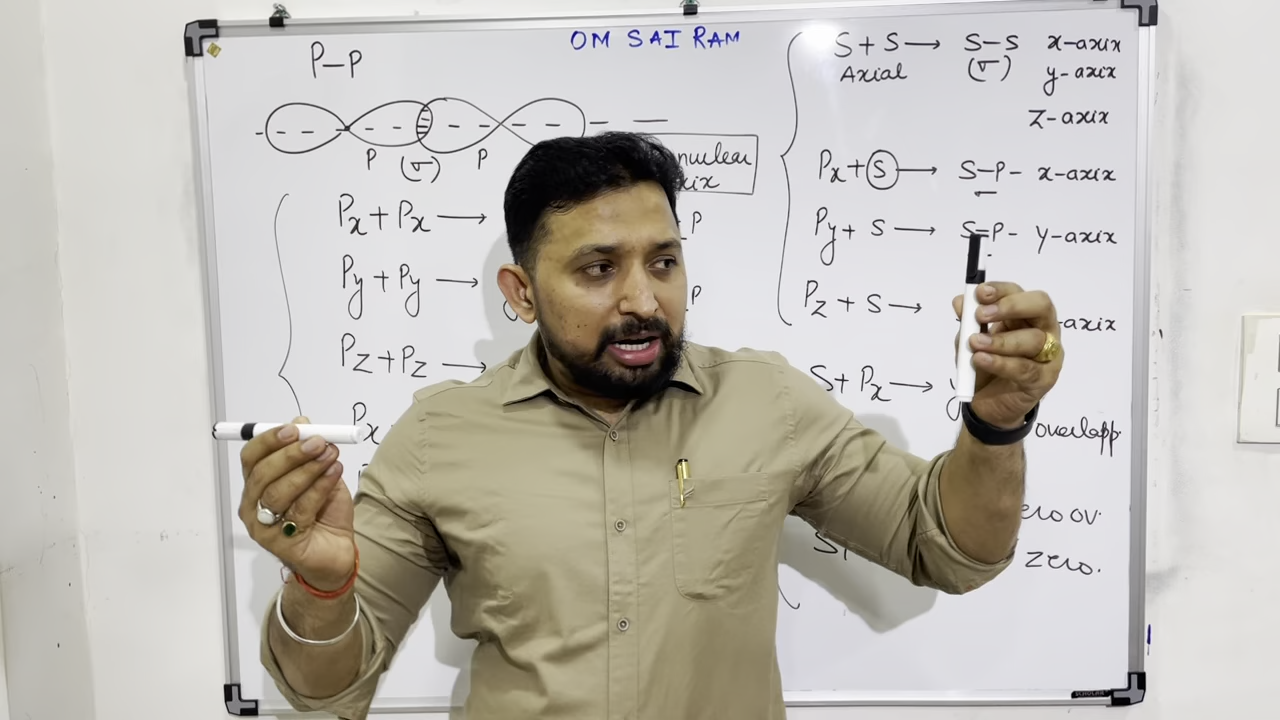 OM SAI RAM
P-P
P (σ) P
nuclear
xix
Px + Px ⟶ P
Py + Py ⟶ P
Pz + Pz ⟶
Px
S + S ⟶ S-S x-axix
Axial (σ) y-axix
z-axix
Px + S ⟶ S-P- x-axix
Py + S ⟶ S-P- y-axix
Pz + S ⟶ axix
S + Px ⟶ y
overlapp
ero ov.
zero.